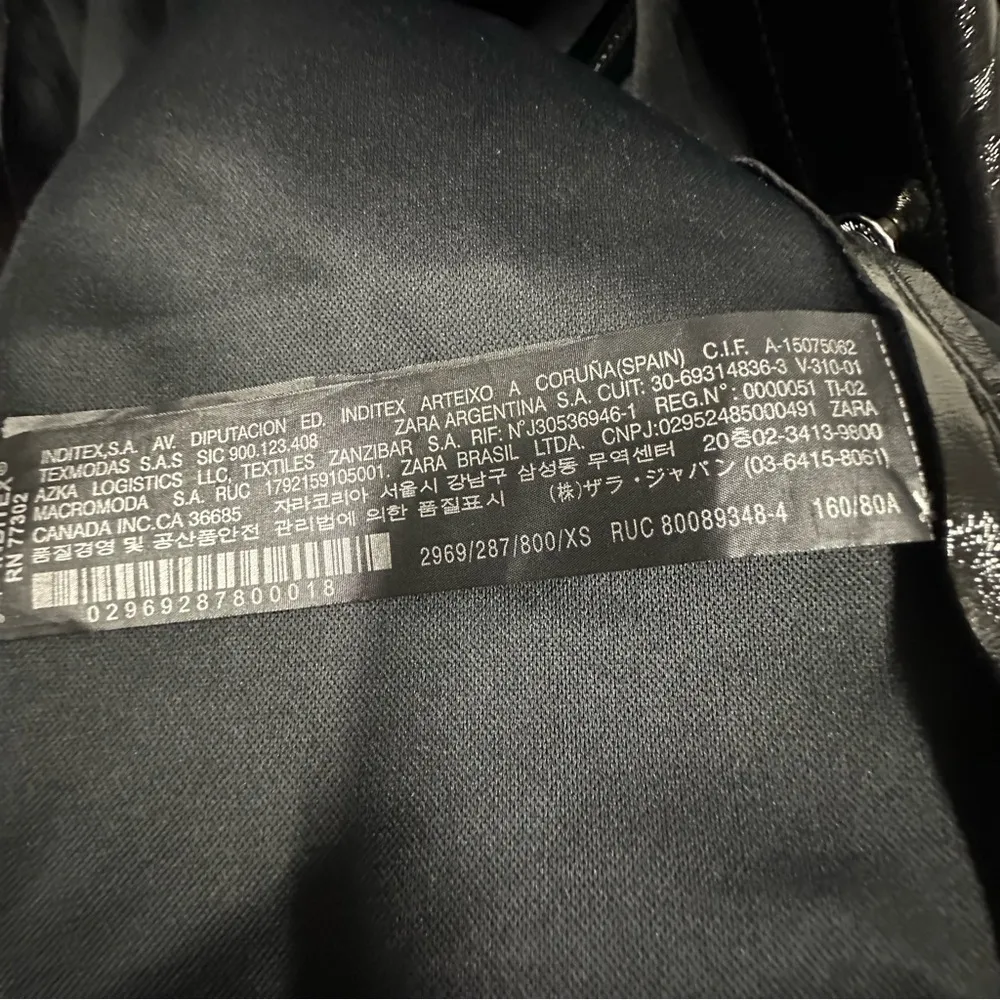 RN 77302
INDITEX,S.A. AV. DIPUTACION ED. INDITEX ARTEIXO A CORUÑA(SPAIN) C.I.F. A-15075062
TEXMODAS S.A.S SIC 900.123.408 ZARA ARGENTINA S.A. CUIT: 30-69314836-3 V-310-01
AZKA LOGISTICS LLC, TEXTILES ZANZIBAR S.A. RIF: N°J30536946-1 REG.N°: 0000051 TI-02
MACROMODA S.A. RUC 1792159105001. ZARA BRASIL LTDA. CNPJ:02952485000491 ZARA
CANADA INC.CA 36685 자라코리아 서울시 강남구 삼성동 무역센터 20층02-3413-9800
품질경영 및 공산품안전 관리법에 의한 품질표시 (株)ザラ・ジャパン (03-6415-8061)
2969/287/800/XS RUC 80089348-4 160/80A
02969287800018